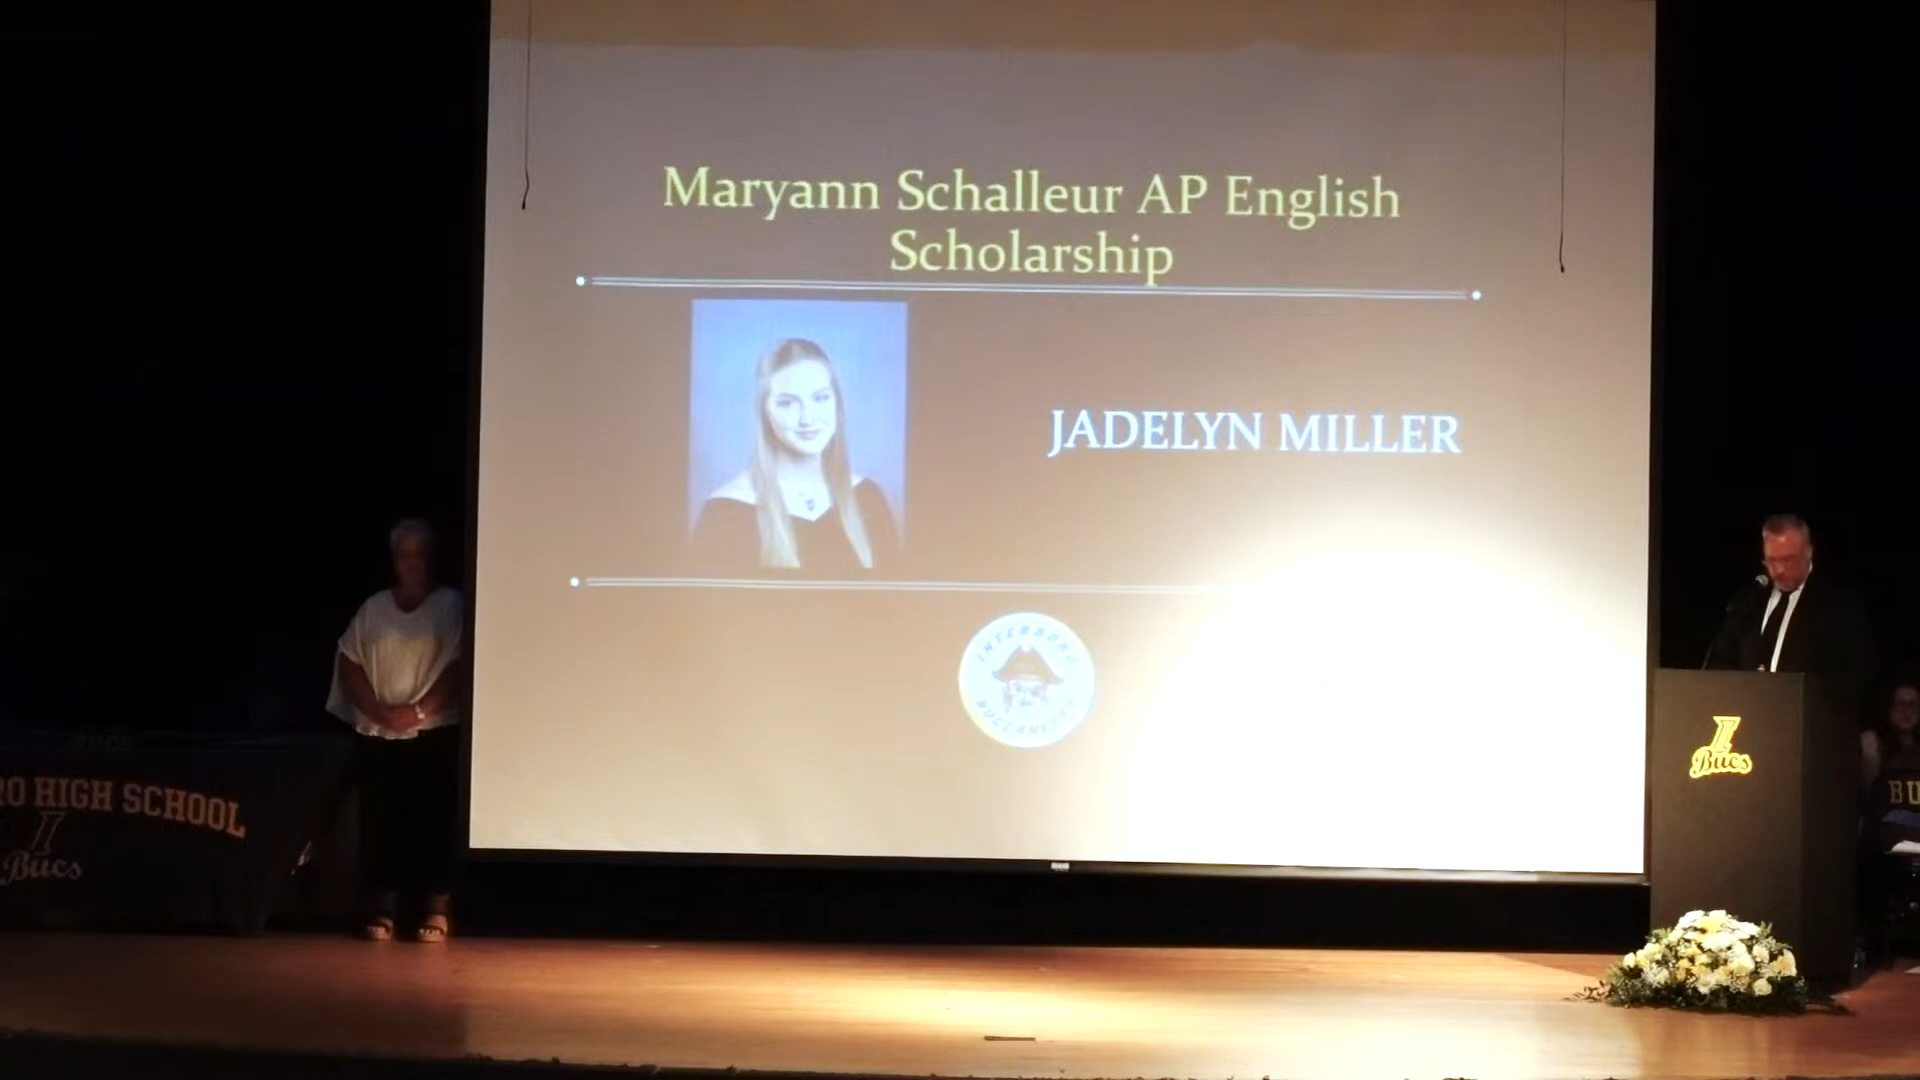 Maryann Schalleur AP English
Scholarship
JADELYN MILLER
INTERBORO
BUCCANEERS
RO HIGH SCHOOL
I
Bucs
I
Bucs
BU